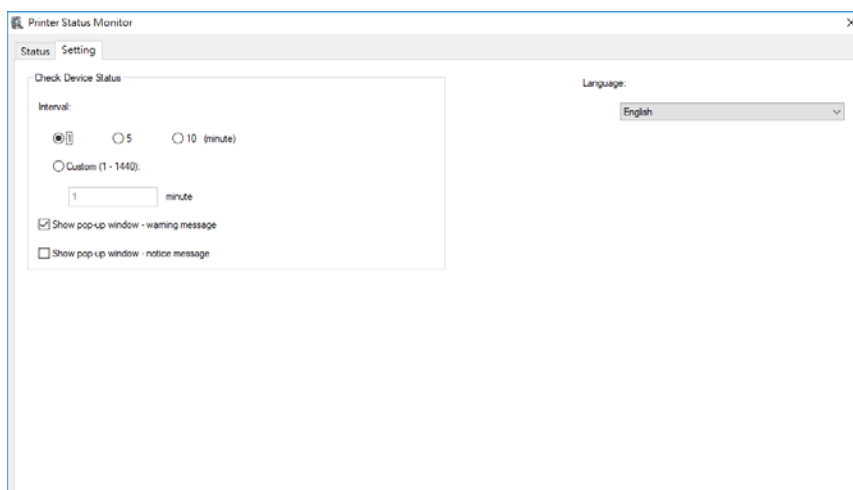 Printer Status Monitor
Status Setting
Check Device Status
Interval:
1 5 10 (minute)
Custom (1 - 1440):
1 minute
Show pop-up window - warning message
Show pop-up window - notice message
Language:
English